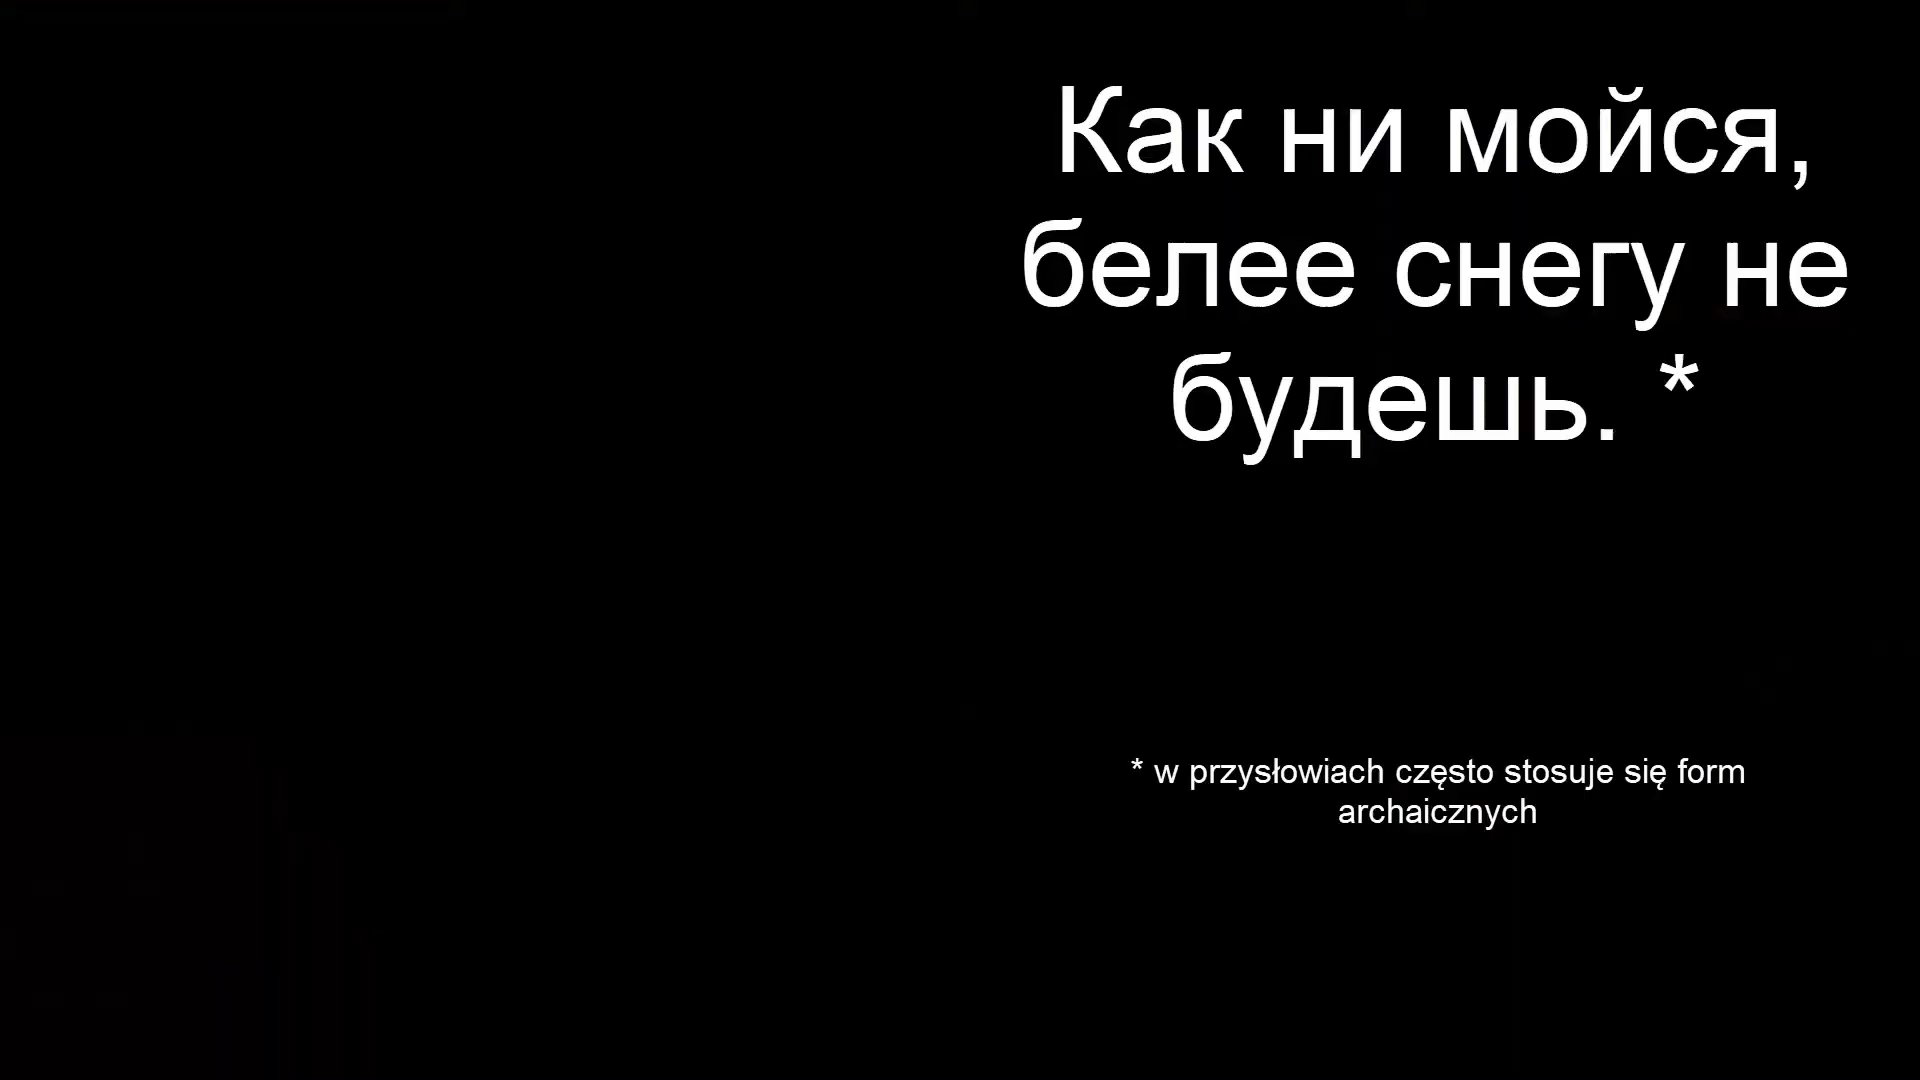 Как ни мойся,
белее снегу не
будешь. *
* w przysłowiach często stosuje się form
archaicznych